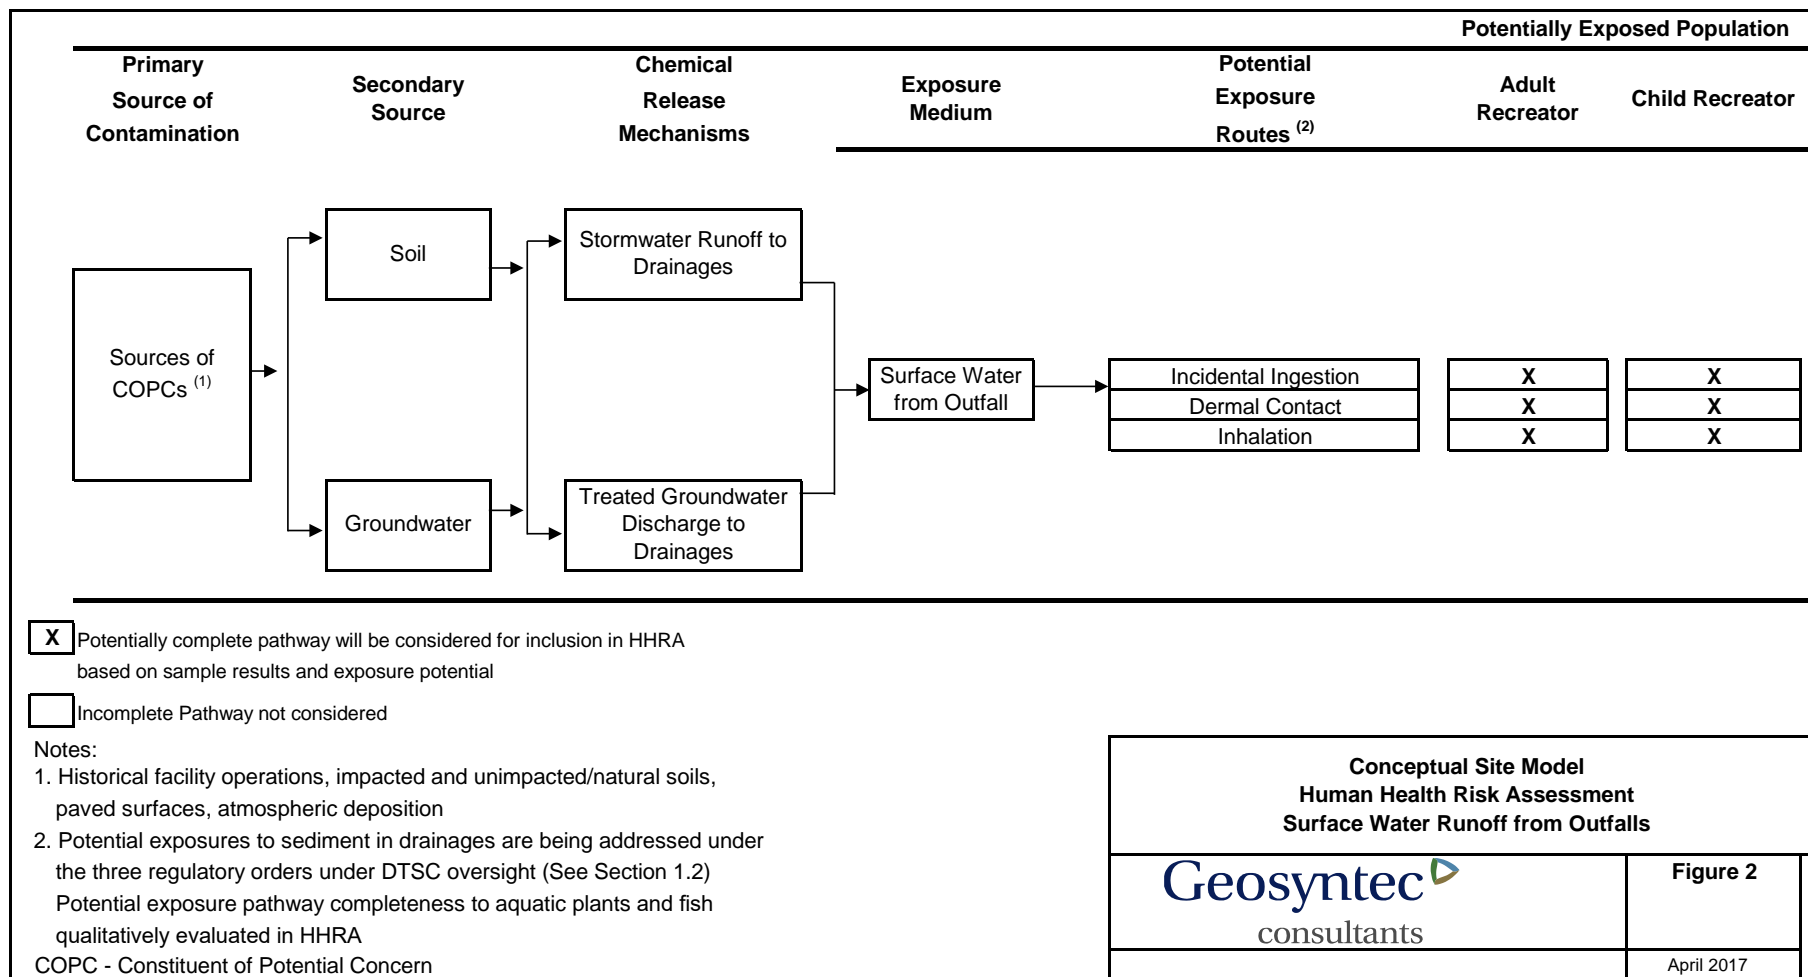 Potentially Exposed Population
Primary
Source of
Contamination
Secondary
Source
Chemical
Release
Mechanisms
Exposure
Medium
Potential
Exposure
Routes (2)
Adult
Recreator
Child Recreator
Sources of
COPCs (1)
Soil
Groundwater
Stormwater Runoff to
Drainages
Treated Groundwater
Discharge to
Drainages
Surface Water
from Outfall
Incidental Ingestion X X
Dermal Contact X X
Inhalation X X
X Potentially complete pathway will be considered for inclusion in HHRA
based on sample results and exposure potential
Incomplete Pathway not considered
Notes:
1. Historical facility operations, impacted and unimpacted/natural soils,
paved surfaces, atmospheric deposition
2. Potential exposures to sediment in drainages are being addressed under
the three regulatory orders under DTSC oversight (See Section 1.2)
Potential exposure pathway completeness to aquatic plants and fish
qualitatively evaluated in HHRA
COPC - Constituent of Potential Concern
Conceptual Site Model
Human Health Risk Assessment
Surface Water Runoff from Outfalls
Geosyntec
consultants
Figure 2
April 2017